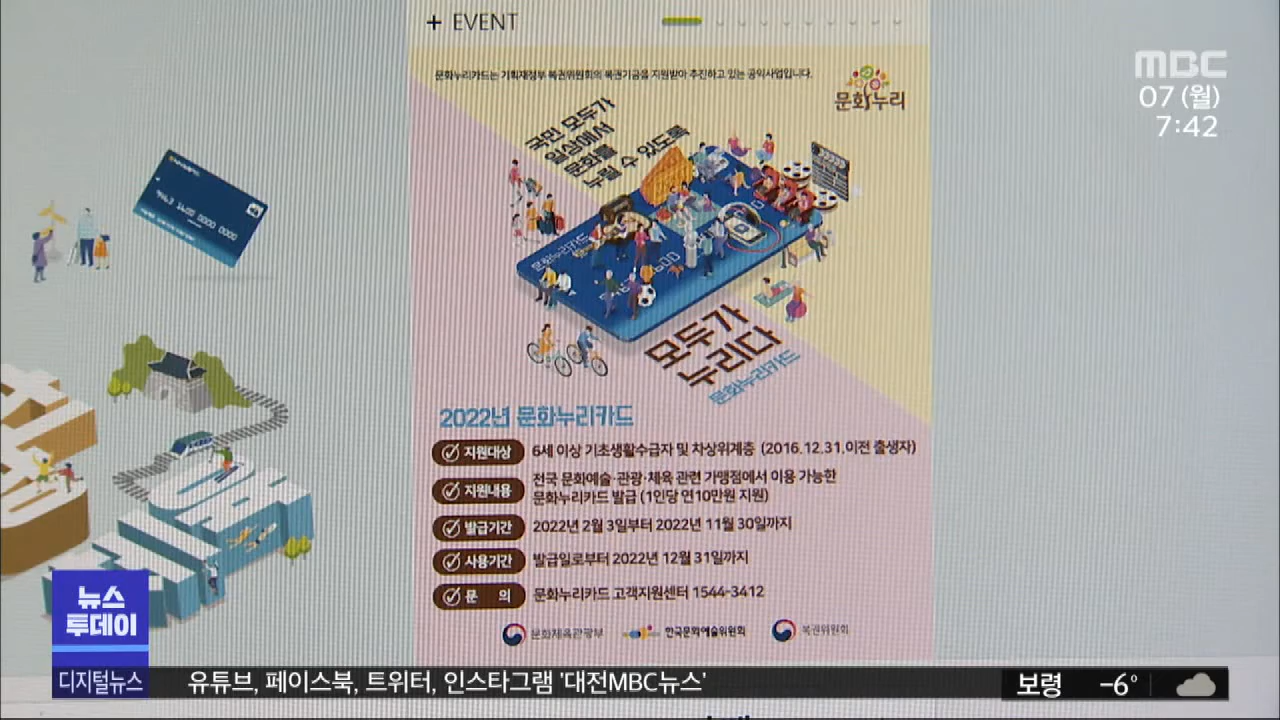 + EVENT
문화누리카드는 기획재정부 복권위원회의 복권기금을 지원받아 추진하고 있는 공익사업입니다.
문화누리
MBC
07 (월)
7:42
국민 모두가
일상에서
문화를
누릴 수 있도록
문화누리카드
모두가
누리다
문화누리카드
2022년 문화누리카드
지원대상 6세 이상 기초생활수급자 및 차상위계층 (2016.12.31.이전 출생자)
지원내용 전국 문화예술·관광·체육 관련 가맹점에서 이용 가능한
문화누리카드 발급 (1인당 연10만원 지원)
발급기간 2022년 2월 3일부터 2022년 11월 30일까지
사용기간 발급일로부터 2022년 12월 31일까지
문 의 문화누리카드 고객지원센터 1544-3412
문화체육관광부 한국문화예술위원회 복권위원회
뉴스
투데이
디지털뉴스 유튜브, 페이스북, 트위터, 인스타그램 '대전MBC뉴스' 보령 -6°